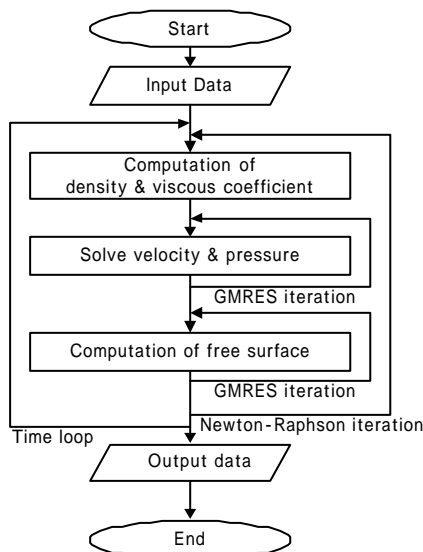 Start
Input Data
Computation of
density & viscous coefficient
Solve velocity & pressure
GMRES iteration
Computation of free surface
GMRES iteration
Newton-Raphson iteration
Time loop
Output data
End